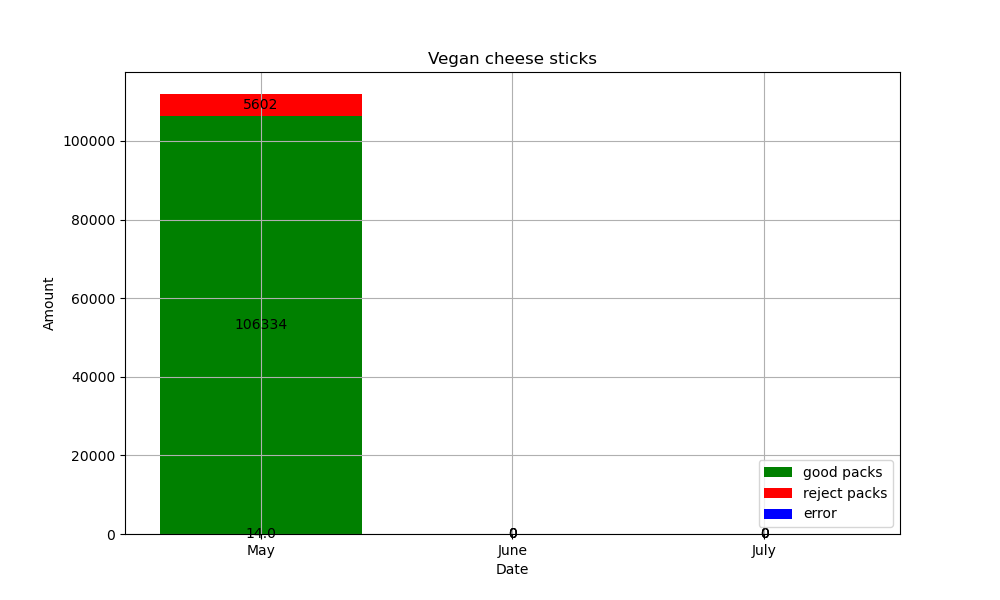 Vegan cheese sticks
Amount
100000
80000
60000
40000
20000
0
5602
106334
14.0
0
0
May
June
July
Date
good packs
reject packs
error